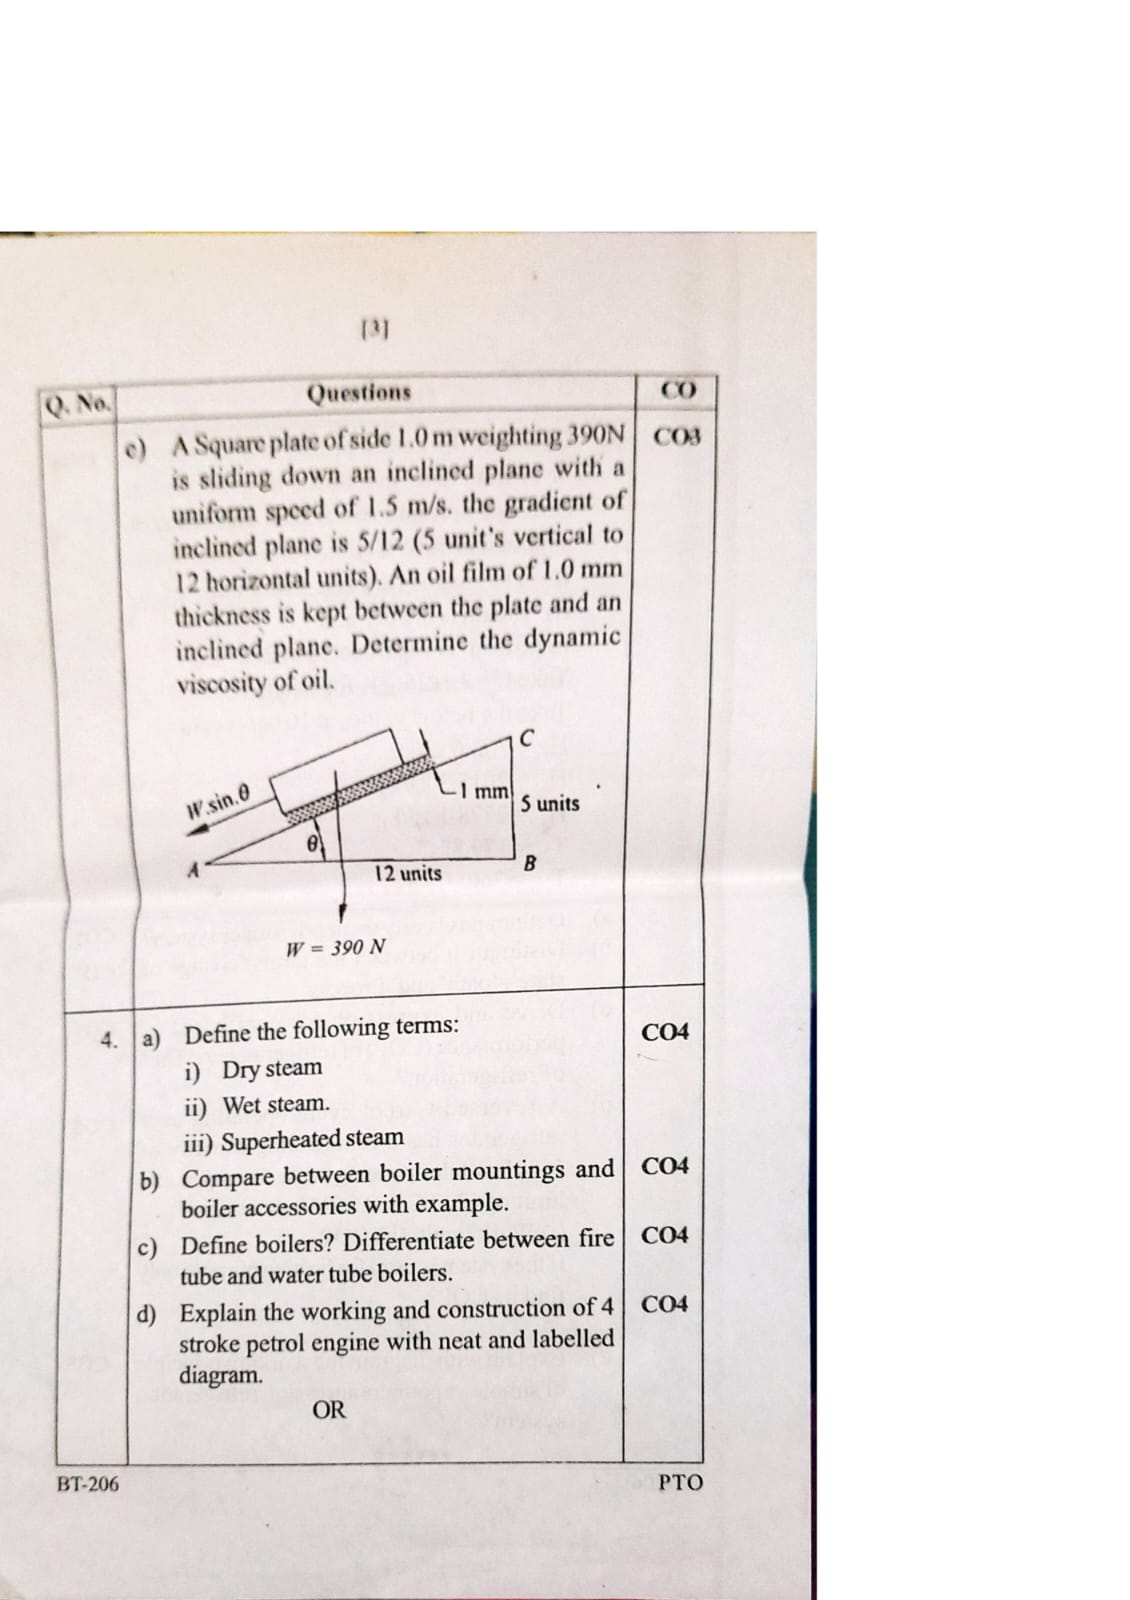 [3]
Q. No. Questions CO
e) A Square plate of side 1.0 m weighting 390N CO3
is sliding down an inclined plane with a
uniform speed of 1.5 m/s. the gradient of
inclined plane is 5/12 (5 unit's vertical to
12 horizontal units). An oil film of 1.0 mm
thickness is kept between the plate and an
inclined plane. Determine the dynamic
viscosity of oil.
C
W.sin.θ
1 mm
5 units
θ
A
B
12 units
W = 390 N
4. a) Define the following terms: CO4
i) Dry steam
ii) Wet steam.
iii) Superheated steam
b) Compare between boiler mountings and CO4
boiler accessories with example.
c) Define boilers? Differentiate between fire CO4
tube and water tube boilers.
d) Explain the working and construction of 4 CO4
stroke petrol engine with neat and labelled
diagram.
OR
BT-206 PTO